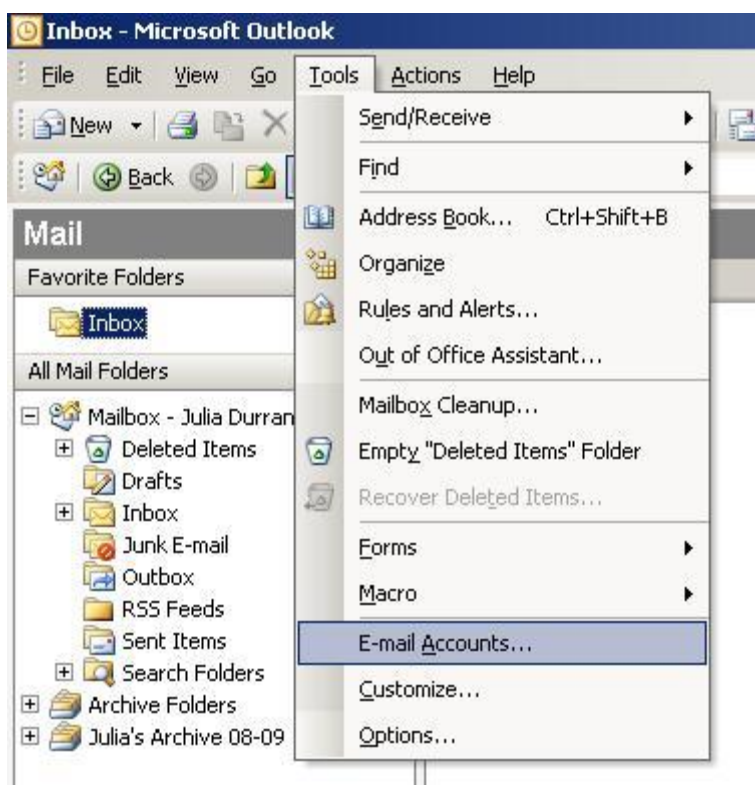 Inbox - Microsoft Outlook
File Edit View Go Tools Actions Help
New
Back
Send/Receive
Find
Address Book... Ctrl+Shift+B
Organize
Rules and Alerts...
Out of Office Assistant...
Mailbox Cleanup...
Empty "Deleted Items" Folder
Recover Deleted Items...
Forms
Macro
E-mail Accounts...
Customize...
Options...
Mail
Favorite Folders
Inbox
All Mail Folders
Mailbox - Julia Durran
Deleted Items
Drafts
Inbox
Junk E-mail
Outbox
RSS Feeds
Sent Items
Search Folders
Archive Folders
Julia's Archive 08-09